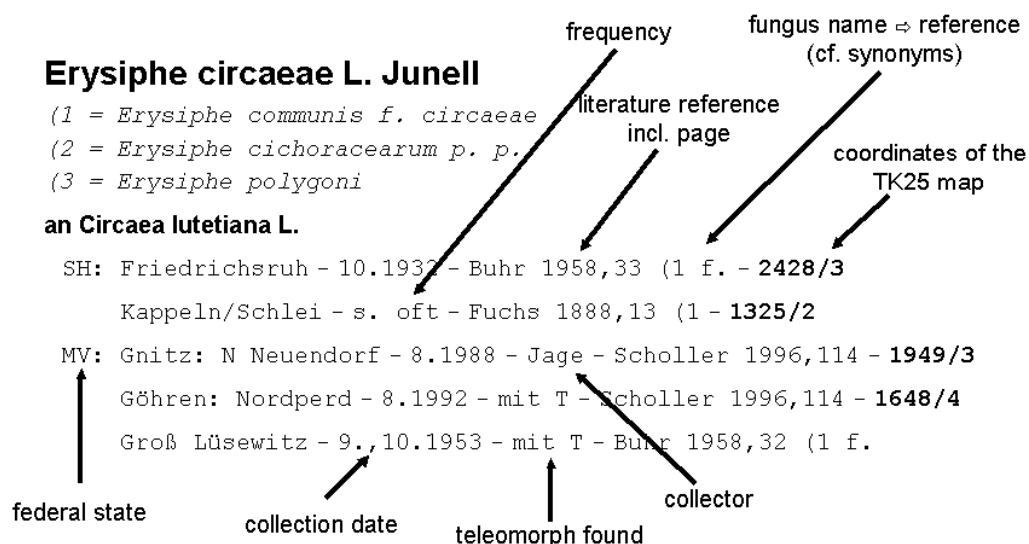 frequency
fungus name ⇨ reference
(cf. synonyms)
Erysiphe circaeae L. Junell
literature reference
incl. page
(1 = Erysiphe communis f. circaeae
(2 = Erysiphe cichoracearum p. p.
(3 = Erysiphe polygoni
coordinates of the
TK25 map
an Circaea lutetiana L.
SH: Friedrichsruh – 10.1932 – Buhr 1958,33 (1 f. – 2428/3
Kappeln/Schlei – s. oft – Fuchs 1888,13 (1 – 1325/2
MV: Gnitz: N Neuendorf – 8.1988 – Jage – Scholler 1996,114 – 1949/3
Göhren: Nordperd – 8.1992 – mit T – Scholler 1996,114 – 1648/4
Groß Lüsewitz – 9.,10.1953 – mit T – Buhr 1958,32 (1 f.
federal state
collection date
teleomorph found
collector